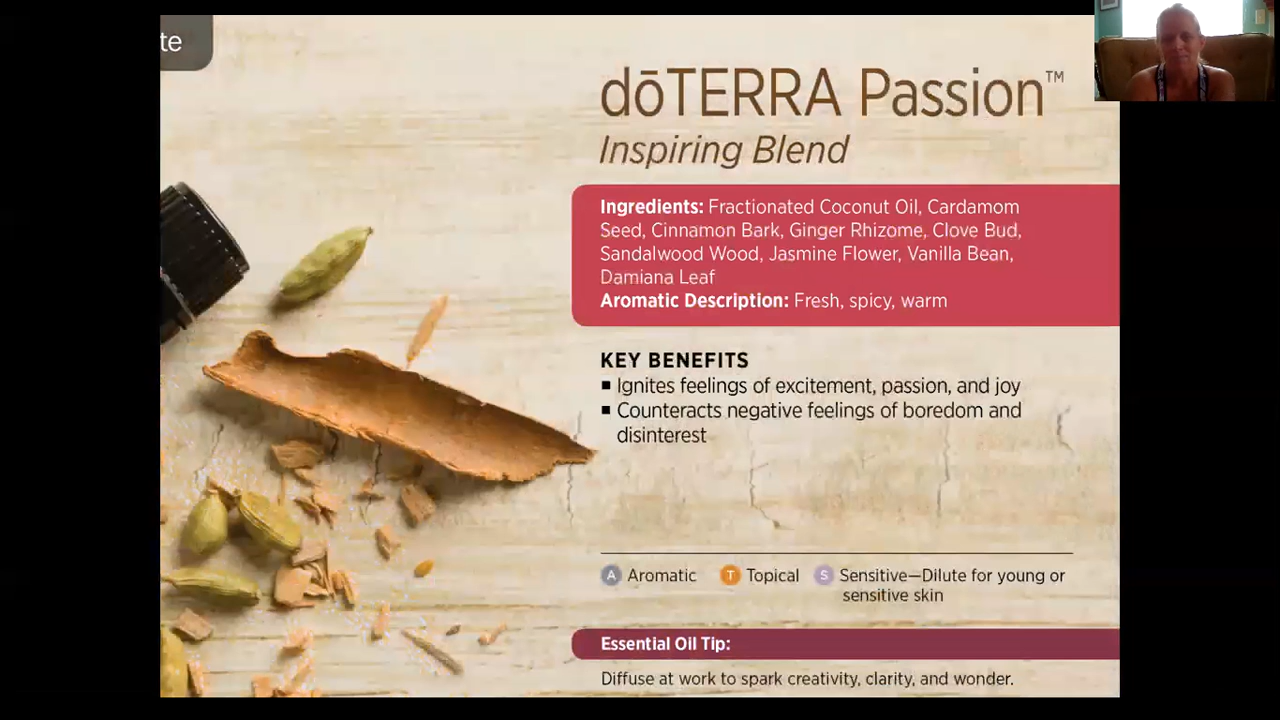 te
dōTERRA Passion™
Inspiring Blend
Ingredients: Fractionated Coconut Oil, Cardamom
Seed, Cinnamon Bark, Ginger Rhizome, Clove Bud,
Sandalwood Wood, Jasmine Flower, Vanilla Bean,
Damiana Leaf
Aromatic Description: Fresh, spicy, warm
KEY BENEFITS
▪ Ignites feelings of excitement, passion, and joy
▪ Counteracts negative feelings of boredom and
disinterest
A Aromatic T Topical S Sensitive—Dilute for young or
sensitive skin
Essential Oil Tip:
Diffuse at work to spark creativity, clarity, and wonder.